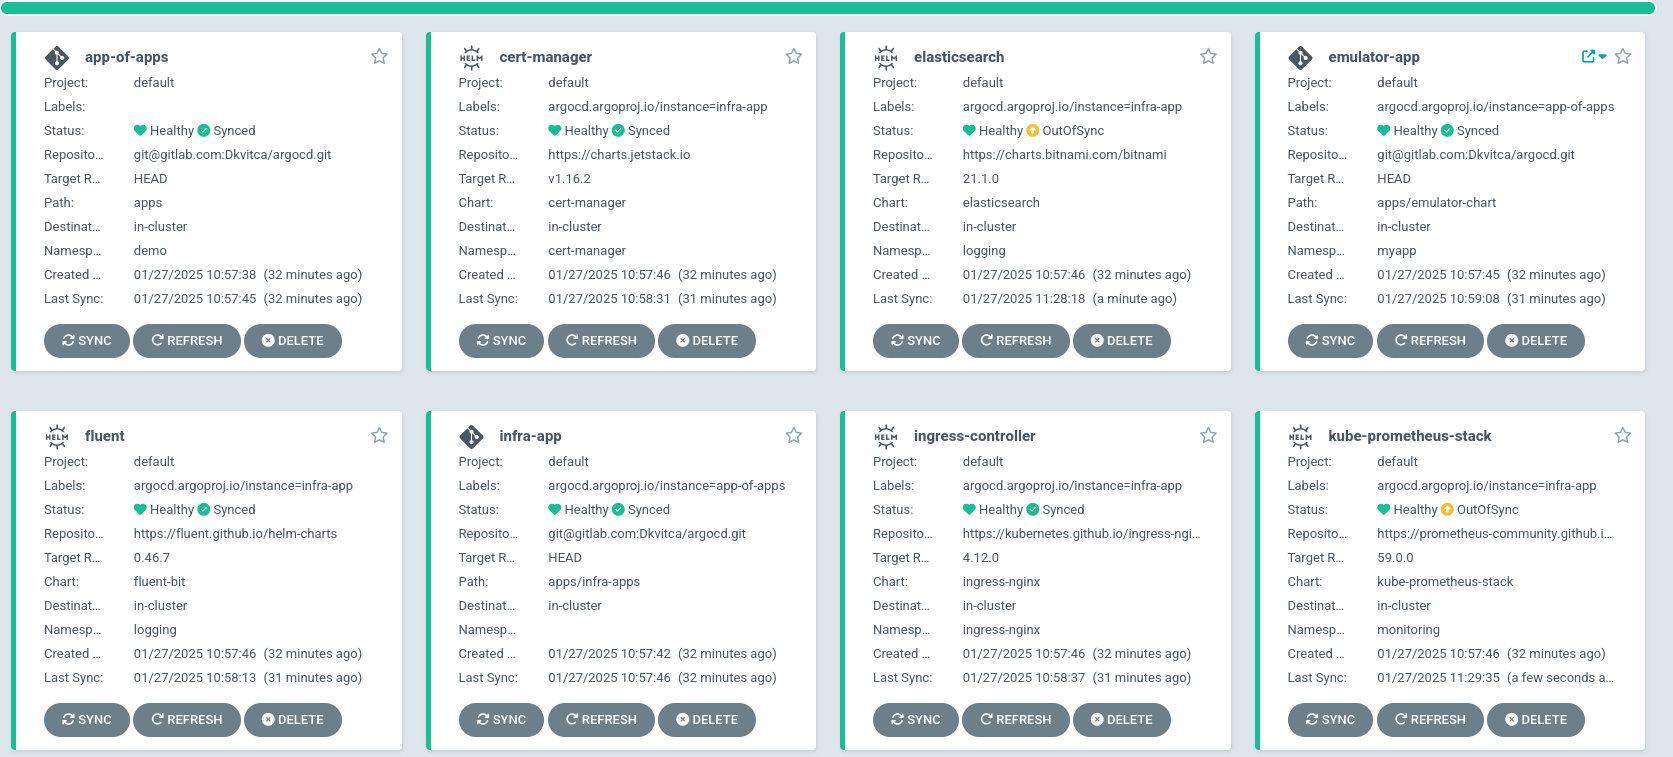 HELM app-of-apps
Project: default
Labels:
Status: Healthy Synced
Reposito... git@gitlab.com:Dkvitca/argocd.git
Target R... HEAD
Path: apps
Destinat... in-cluster
Namesp... demo
Created ... 01/27/2025 10:57:38 (32 minutes ago)
Last Sync: 01/27/2025 10:57:45 (32 minutes ago)
SYNC REFRESH DELETE
HELM cert-manager
Project: default
Labels: argocd.argoproj.io/instance=infra-app
Status: Healthy Synced
Reposito... https://charts.jetstack.io
Target R... v1.16.2
Chart: cert-manager
Destinat... in-cluster
Namesp... cert-manager
Created ... 01/27/2025 10:57:46 (32 minutes ago)
Last Sync: 01/27/2025 10:58:31 (31 minutes ago)
SYNC REFRESH DELETE
HELM elasticsearch
Project: default
Labels: argocd.argoproj.io/instance=infra-app
Status: Healthy OutOfSync
Reposito... https://charts.bitnami.com/bitnami
Target R... 21.1.0
Chart: elasticsearch
Destinat... in-cluster
Namesp... logging
Created ... 01/27/2025 10:57:46 (32 minutes ago)
Last Sync: 01/27/2025 11:28:18 (a minute ago)
SYNC REFRESH DELETE
emulator-app
Project: default
Labels: argocd.argoproj.io/instance=app-of-apps
Status: Healthy Synced
Reposito... git@gitlab.com:Dkvitca/argocd.git
Target R... HEAD
Path: apps/emulator-chart
Destinat... in-cluster
Namesp... myapp
Created ... 01/27/2025 10:57:45 (32 minutes ago)
Last Sync: 01/27/2025 10:59:08 (31 minutes ago)
SYNC REFRESH DELETE
HELM fluent
Project: default
Labels: argocd.argoproj.io/instance=infra-app
Status: Healthy Synced
Reposito... https://fluent.github.io/helm-charts
Target R... 0.46.7
Chart: fluent-bit
Destinat... in-cluster
Namesp... logging
Created ... 01/27/2025 10:57:46 (32 minutes ago)
Last Sync: 01/27/2025 10:58:13 (31 minutes ago)
SYNC REFRESH DELETE
infra-app
Project: default
Labels: argocd.argoproj.io/instance=app-of-apps
Status: Healthy Synced
Reposito... git@gitlab.com:Dkvitca/argocd.git
Target R... HEAD
Path: apps/infra-apps
Destinat... in-cluster
Namesp...
Created ... 01/27/2025 10:57:42 (32 minutes ago)
Last Sync: 01/27/2025 10:57:46 (32 minutes ago)
SYNC REFRESH DELETE
HELM ingress-controller
Project: default
Labels: argocd.argoproj.io/instance=infra-app
Status: Healthy Synced
Reposito... https://kubernetes.github.io/ingress-ngi...
Target R... 4.12.0
Chart: ingress-nginx
Destinat... in-cluster
Namesp... ingress-nginx
Created ... 01/27/2025 10:57:46 (32 minutes ago)
Last Sync: 01/27/2025 10:58:37 (31 minutes ago)
SYNC REFRESH DELETE
HELM kube-prometheus-stack
Project: default
Labels: argocd.argoproj.io/instance=infra-app
Status: Healthy OutOfSync
Reposito... https://prometheus-community.github.i...
Target R... 59.0.0
Chart: kube-prometheus-stack
Destinat... in-cluster
Namesp... monitoring
Created ... 01/27/2025 10:57:46 (32 minutes ago)
Last Sync: 01/27/2025 11:29:35 (a few seconds a...
SYNC REFRESH DELETE